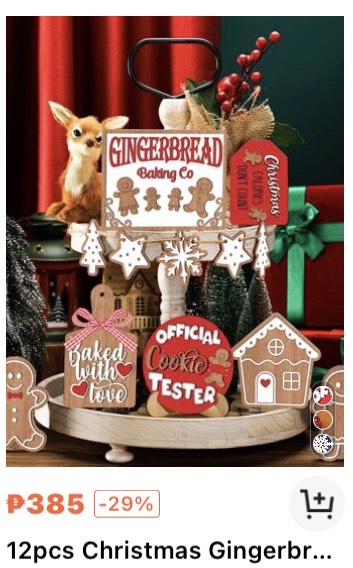 GINGERBREAD
Baking Co
Christmas
CALORIES
DON'T COUNT
Baked
with
love
OFFICIAL
Cookie
TESTER
₱385 -29%
12pcs Christmas Gingerbr...